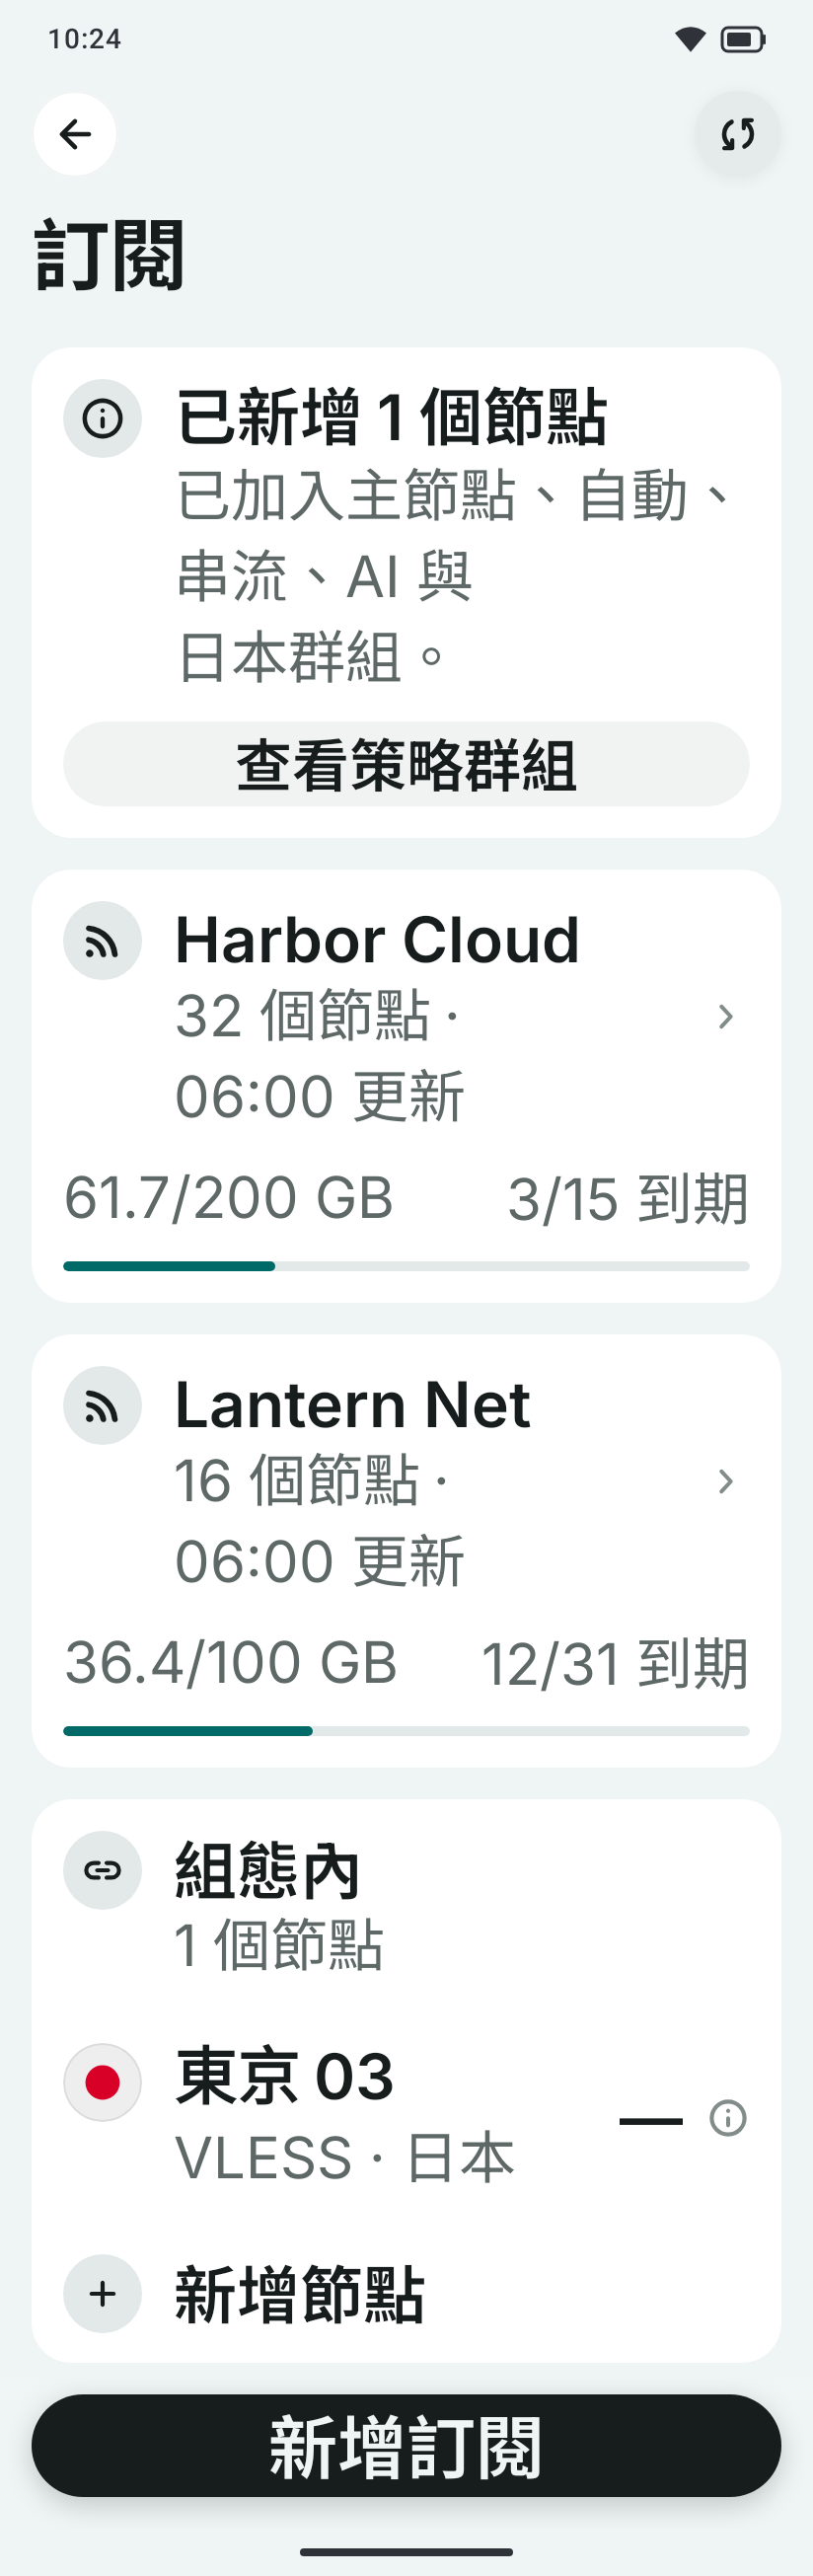 10:24
訂閱
已新增 1 個節點
已加入主節點、自動、
串流、AI 與
日本群組。
查看策略群組
Harbor Cloud
32 個節點 ·
06:00 更新
61.7/200 GB
3/15 到期
Lantern Net
16 個節點 ·
06:00 更新
36.4/100 GB
12/31 到期
組態內
1 個節點
東京 03
VLESS · 日本
—
新增節點
新增訂閱